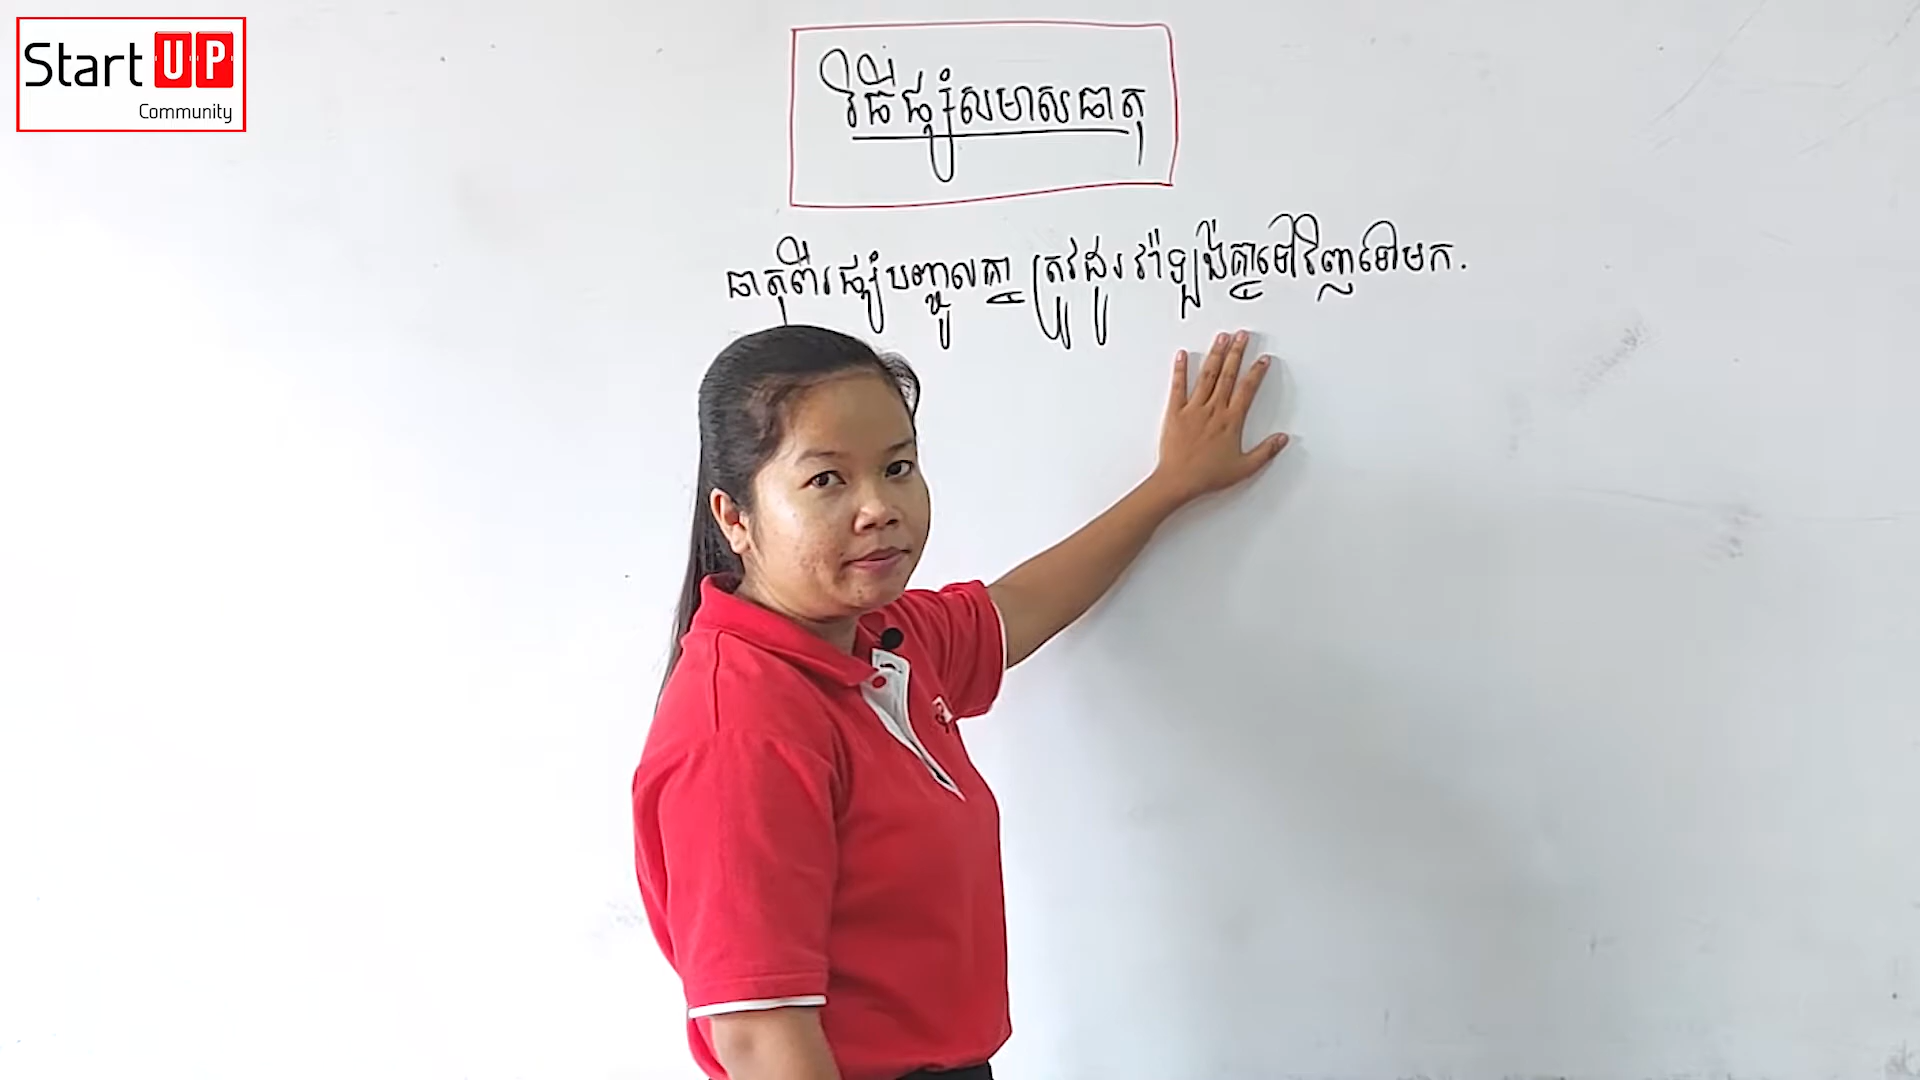 Start UP
Community
វិធីផ្សំសមាសធាតុ
ធាតុពីរផ្សំបញ្ចូលគ្នា ត្រូវដូរវ៉ាឡង់គ្នាទៅវិញទៅមក.